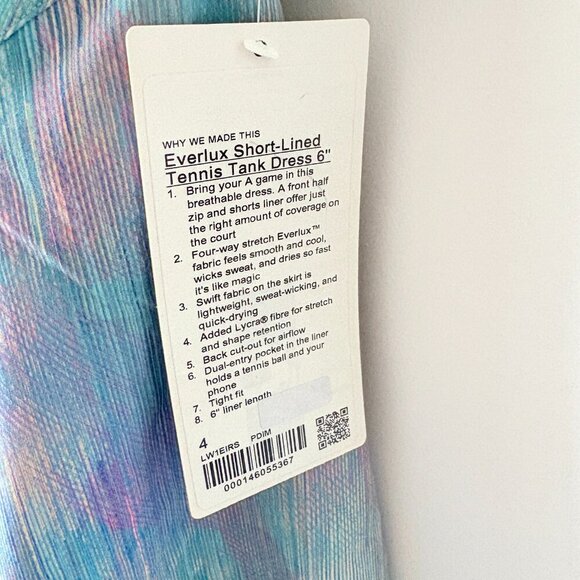 WHY WE MADE THIS
Everlux Short-Lined
Tennis Tank Dress 6"
1. Bring your A game in this
breathable dress. A front half
zip and shorts liner offer just
the right amount of coverage on
the court
2. Four-way stretch Everlux™
fabric feels smooth and cool,
wicks sweat, and dries so fast
it's like magic
3. Swift fabric on the skirt is
lightweight, sweat-wicking, and
quick-drying
4. Added Lycra® fibre for stretch
and shape retention
5. Back cut-out for airflow
6. Dual-entry pocket in the liner
holds a tennis ball and your
phone
7. Tight fit
8. 6" liner length
4
LW1EIRS PDIM
000146055367